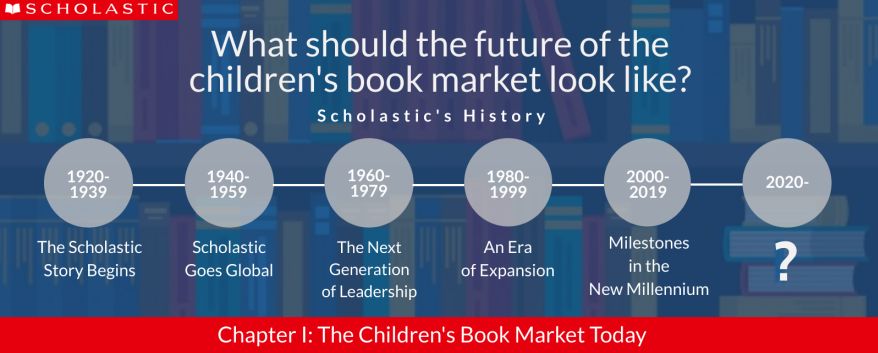 SCHOLASTIC
What should the future of the
children's book market look like?
Scholastic's History
1920-
1939
1940-
1959
1960-
1979
1980-
1999
2000-
2019
2020-
The Scholastic
Story Begins
Scholastic
Goes Global
The Next
Generation
of Leadership
An Era
of Expansion
Milestones
in the
New Millennium
?
Chapter I: The Children's Book Market Today